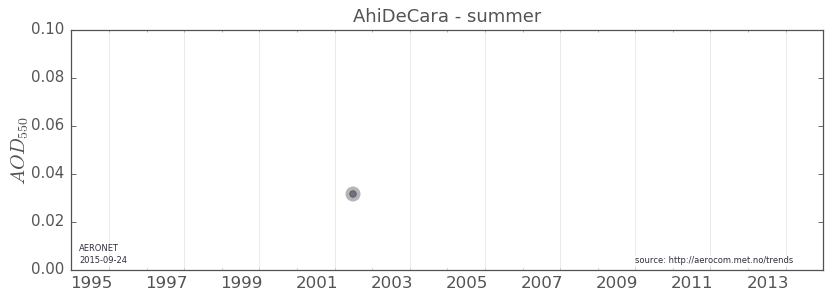 AhiDeCara - summer
0.10
0.08
0.06
0.04
0.02
0.00
AOD550
AERONET
2015-09-24
source: http://aerocom.met.no/trends
1995 1997 1999 2001 2003 2005 2007 2009 2011 2013